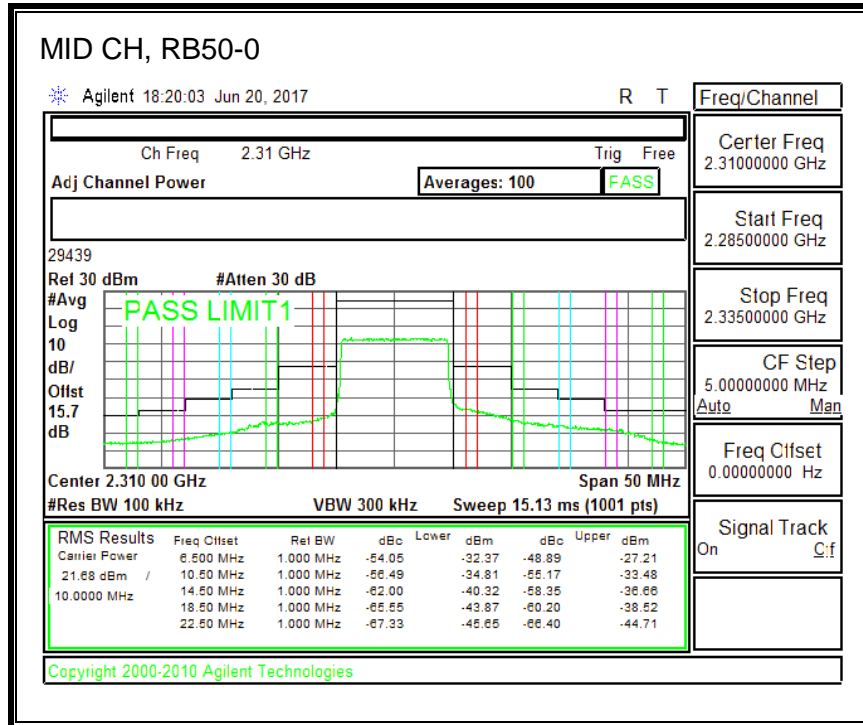 MID CH, RB50-0
Agilent 18:20:03 Jun 20, 2017 R T
Freq/Channel
Ch Freq 2.31 GHz Trig Free
Adj Channel Power Averages: 100 PASS
Center Freq
2.31000000 GHz
Start Freq
2.28500000 GHz
Stop Freq
2.33500000 GHz
CF Step
5.00000000 MHz
Auto Man
Freq Offset
0.00000000 Hz
Signal Track
On Off
29439
Ref 30 dBm #Atten 30 dB
#Avg
Log
10
dB/
Offst
15.7
dB
PASS LIMIT1
Center 2.310 00 GHz Span 50 MHz
#Res BW 100 kHz VBW 300 kHz Sweep 15.13 ms (1001 pts)
RMS Results Freq Offset Ref BW dBc Lower dBm dBc Upper dBm
Carrier Power 6.500 MHz 1.000 MHz -54.05 -32.37 -48.89 -27.21
21.68 dBm / 10.50 MHz 1.000 MHz -56.49 -34.81 -55.17 -33.48
10.0000 MHz 14.50 MHz 1.000 MHz -62.00 -40.32 -58.35 -36.66
18.50 MHz 1.000 MHz -65.55 -43.87 -60.20 -38.52
22.50 MHz 1.000 MHz -67.33 -45.65 -66.40 -44.71
Copyright 2000-2010 Agilent Technologies